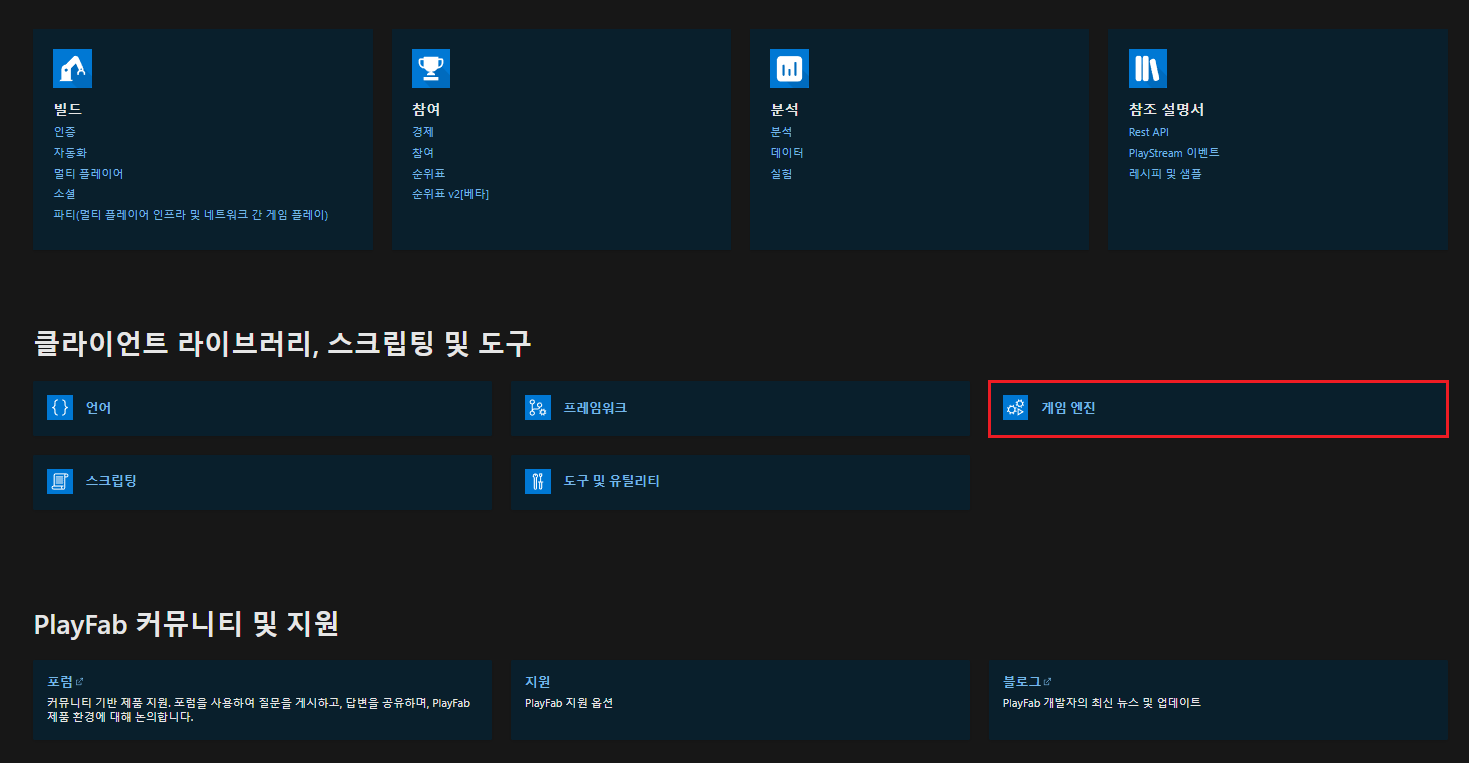 빌드
인증
자동화
멀티 플레이어
소셜
파티(멀티 플레이어 인프라 및 네트워크 간 게임 플레이)
참여
경제
참여
순위표
순위표 v2[베타]
분석
분석
데이터
실험
참조 설명서
Rest API
PlayStream 이벤트
레시피 및 샘플
클라이언트 라이브러리, 스크립팅 및 도구
언어
프레임워크
게임 엔진
스크립팅
도구 및 유틸리티
PlayFab 커뮤니티 및 지원
포럼
커뮤니티 기반 제품 지원. 포럼을 사용하여 질문을 게시하고, 답변을 공유하며, PlayFab
제품 환경에 대해 논의합니다.
지원
PlayFab 지원 옵션
블로그
PlayFab 개발자의 최신 뉴스 및 업데이트